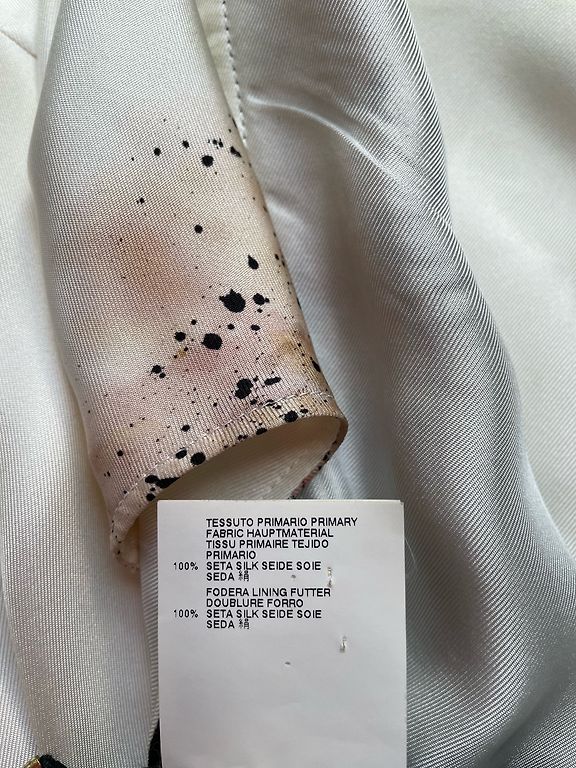 TESSUTO PRIMARIO PRIMARY
FABRIC HAUPTMATERIAL
TISSU PRIMAIRE TEJIDO
PRIMARIO
100% SETA SILK SEIDE SOIE
SEDA 絹
FODERA LINING FUTTER
DOUBLURE FORRO
100% SETA SILK SEIDE SOIE
SEDA 絹